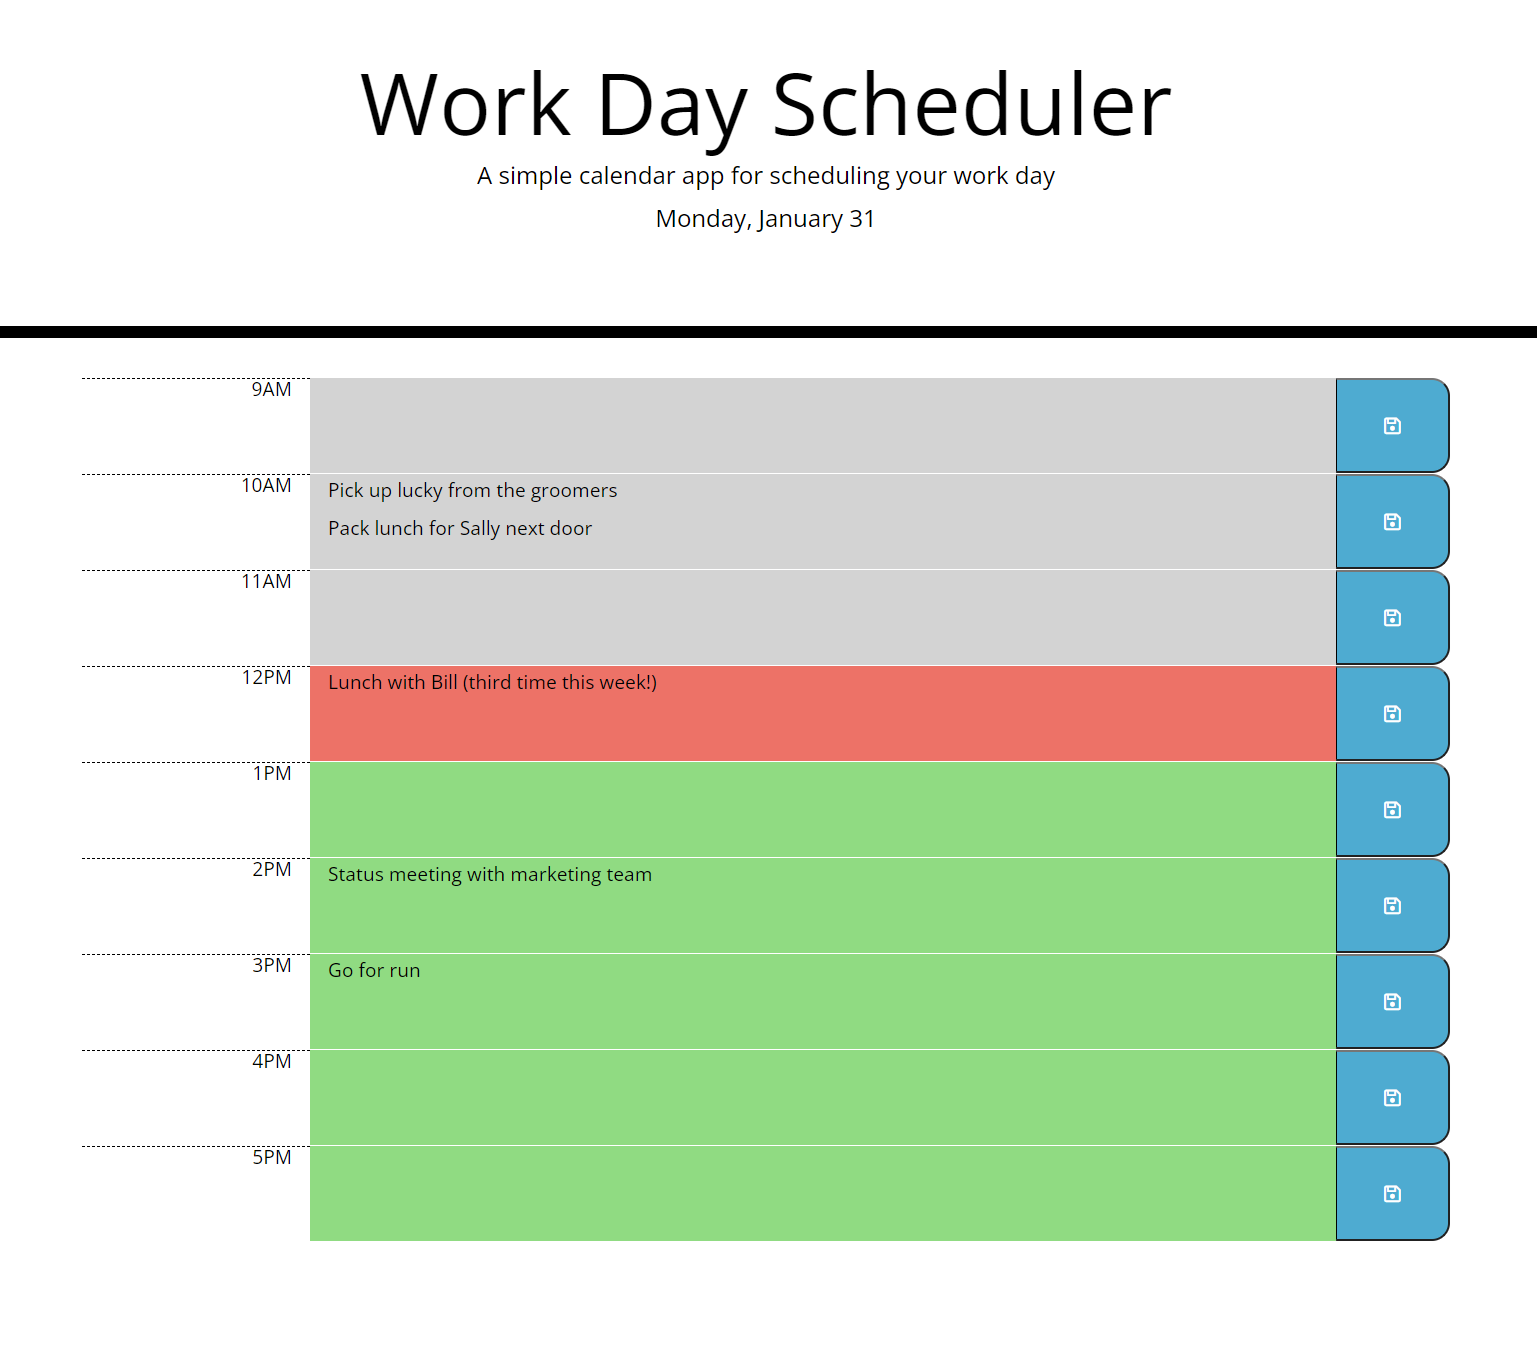 Work Day Scheduler
A simple calendar app for scheduling your work day
Monday, January 31
9AM
10AM
Pick up lucky from the groomers
Pack lunch for Sally next door
11AM
12PM
Lunch with Bill (third time this week!)
1PM
2PM
Status meeting with marketing team
3PM
Go for run
4PM
5PM